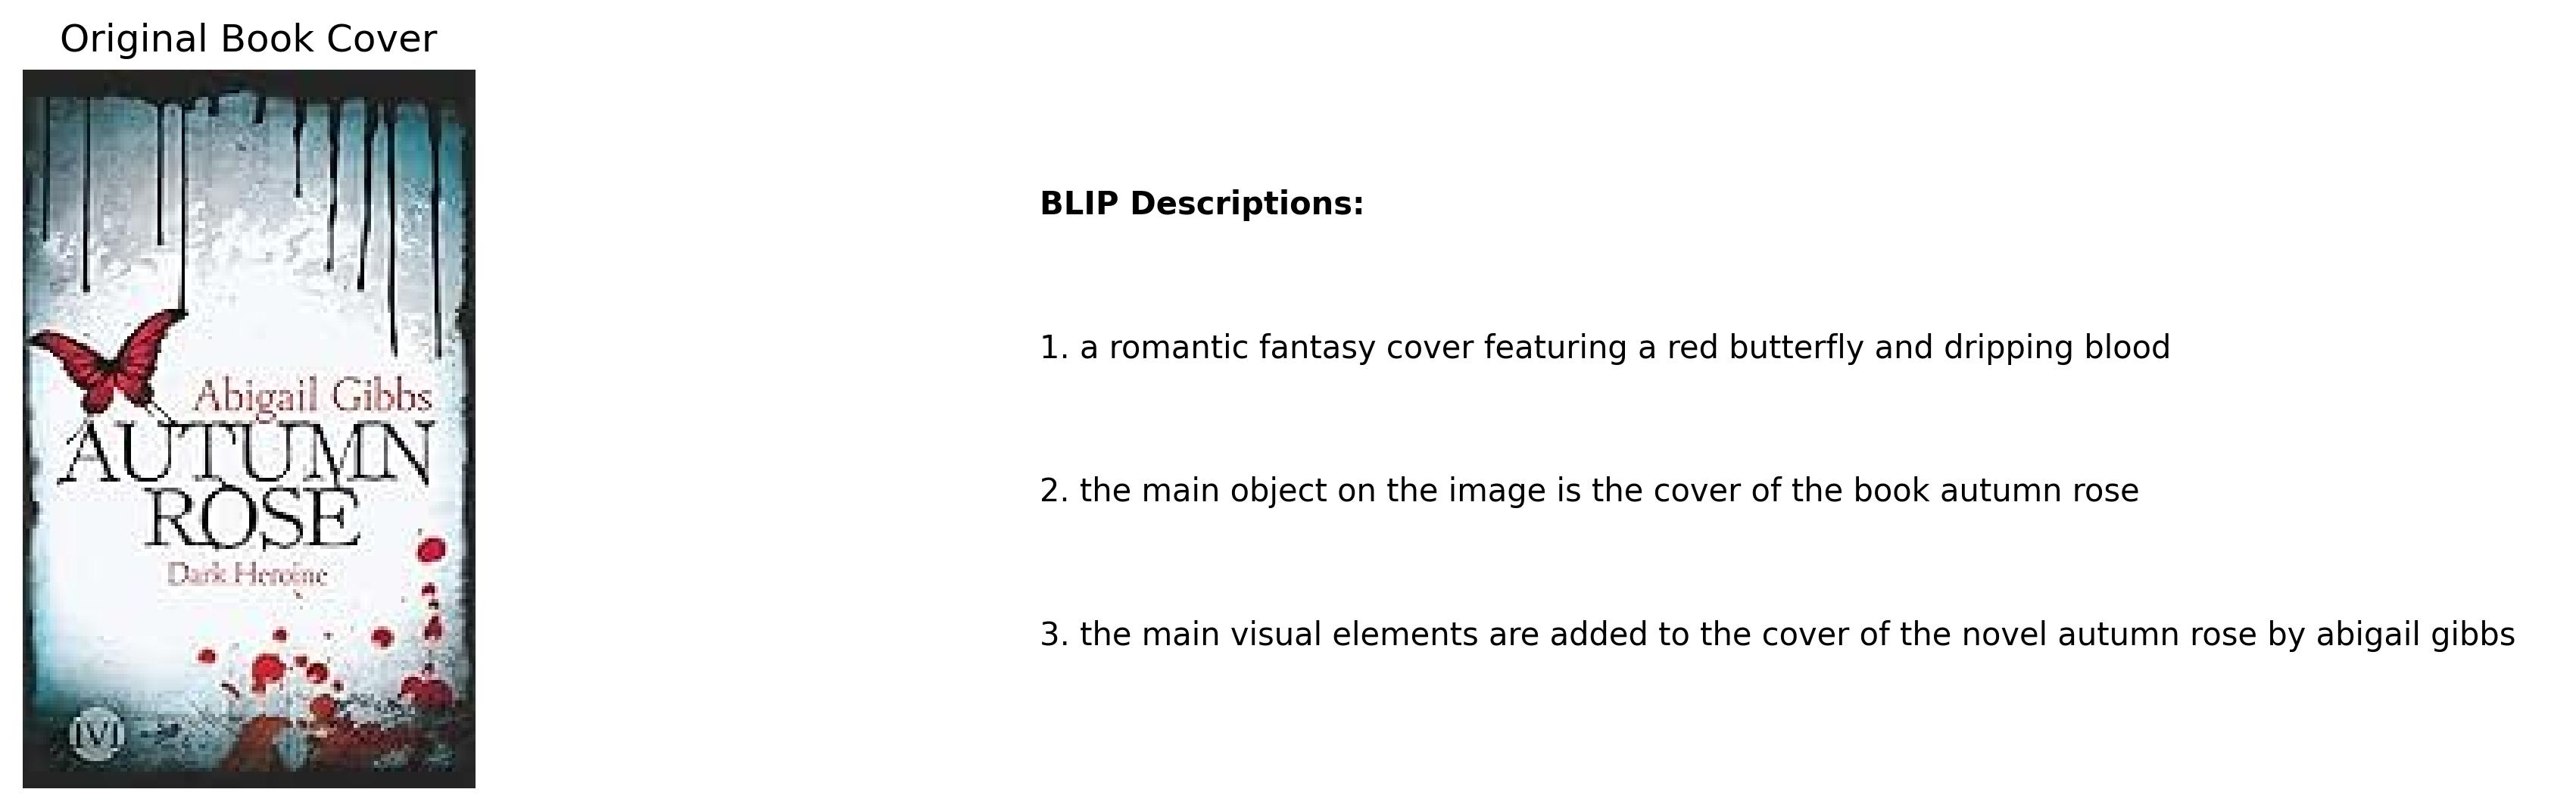 Original Book Cover
Abigail Gibbs
AUTUMN
ROSE
Dark Heroine
IVI
BLIP Descriptions:
1. a romantic fantasy cover featuring a red butterfly and dripping blood
2. the main object on the image is the cover of the book autumn rose
3. the main visual elements are added to the cover of the novel autumn rose by abigail gibbs